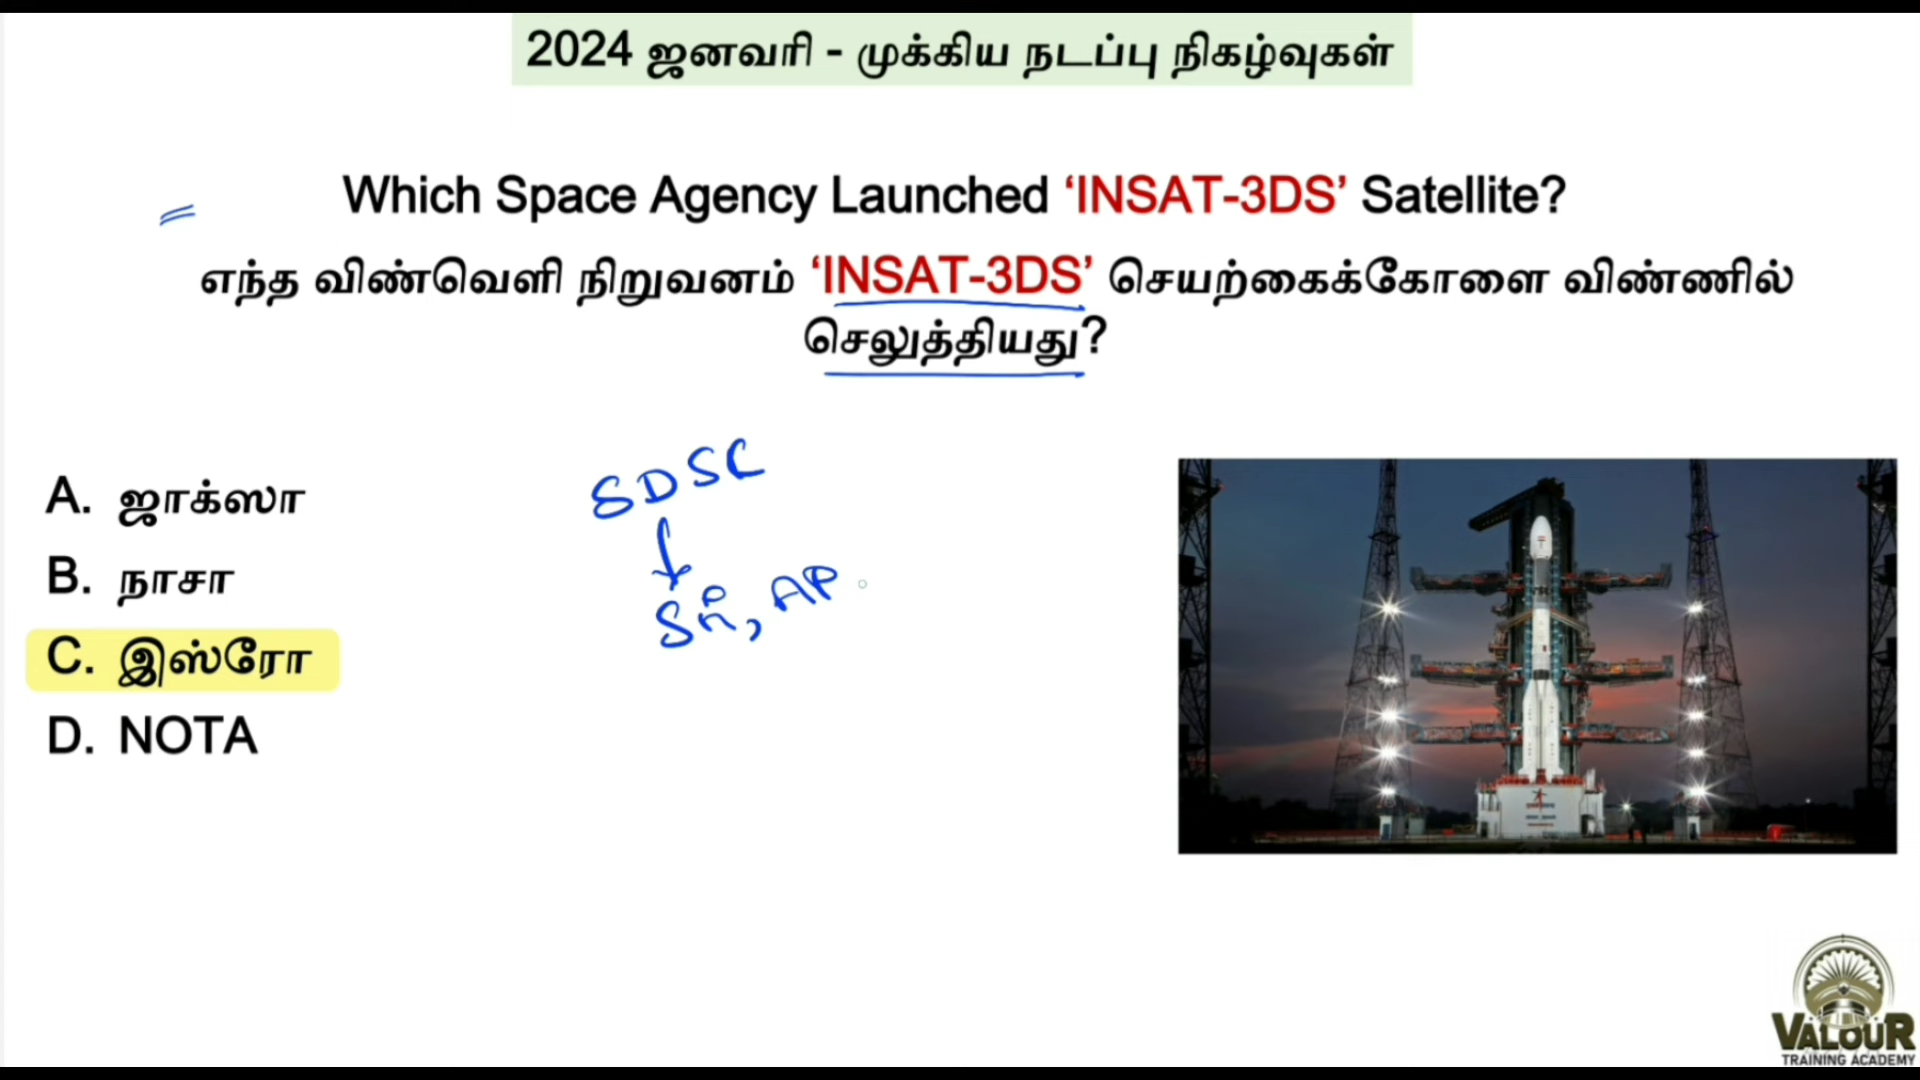 2024 ஜனவரி - முக்கிய நடப்பு நிகழ்வுகள்
Which Space Agency Launched ‘INSAT-3DS’ Satellite?
எந்த விண்வெளி நிறுவனம் ‘INSAT-3DS’ செயற்கைக்கோளை விண்ணில்
செலுத்தியது?
A. ஜாக்ஸா
B. நாசா
C. இஸ்ரோ
D. NOTA
SDSC
AP
VALOUR
TRAINING ACADEMY